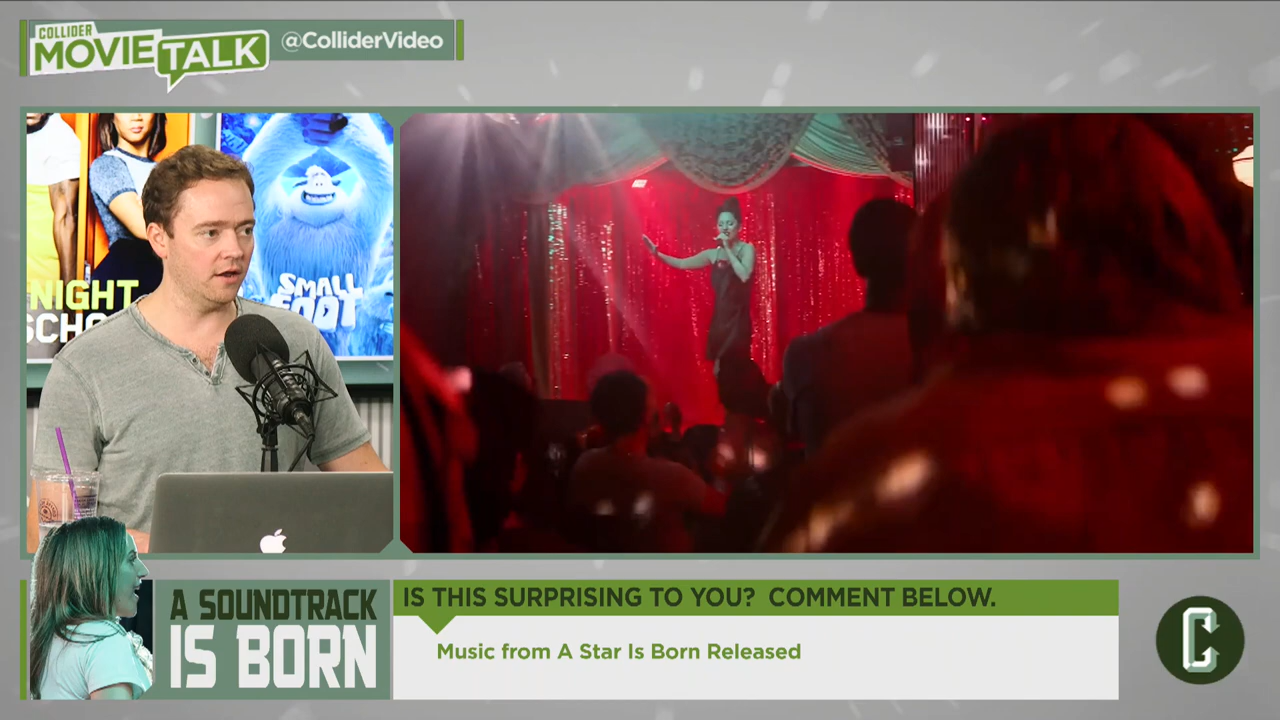 COLLIDER
MOVIE TALK
@ColliderVideo
NIGHT
SCHO
SMALL
FOOT
A SOUNDTRACK
IS BORN
IS THIS SURPRISING TO YOU? COMMENT BELOW.
Music from A Star Is Born Released